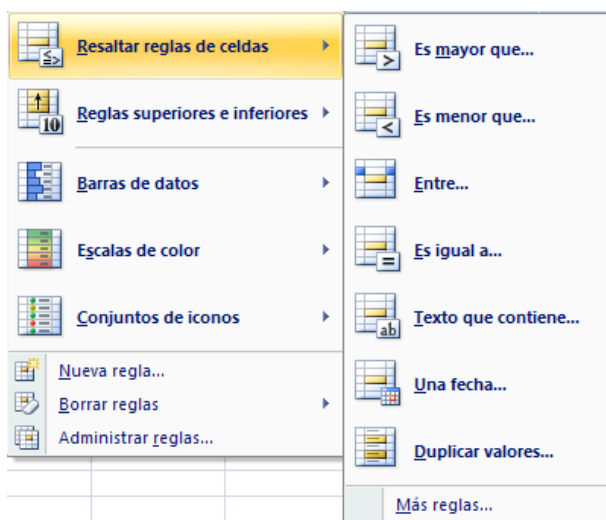 Resaltar reglas de celdas
Reglas superiores e inferiores
10
Barras de datos
Escalas de color
Conjuntos de iconos
Nueva regla...
Borrar reglas
Administrar reglas...
Es mayor que...
Es menor que...
Entre...
Es igual a...
Texto que contiene...
ab
Una fecha...
Duplicar valores...
Más reglas...